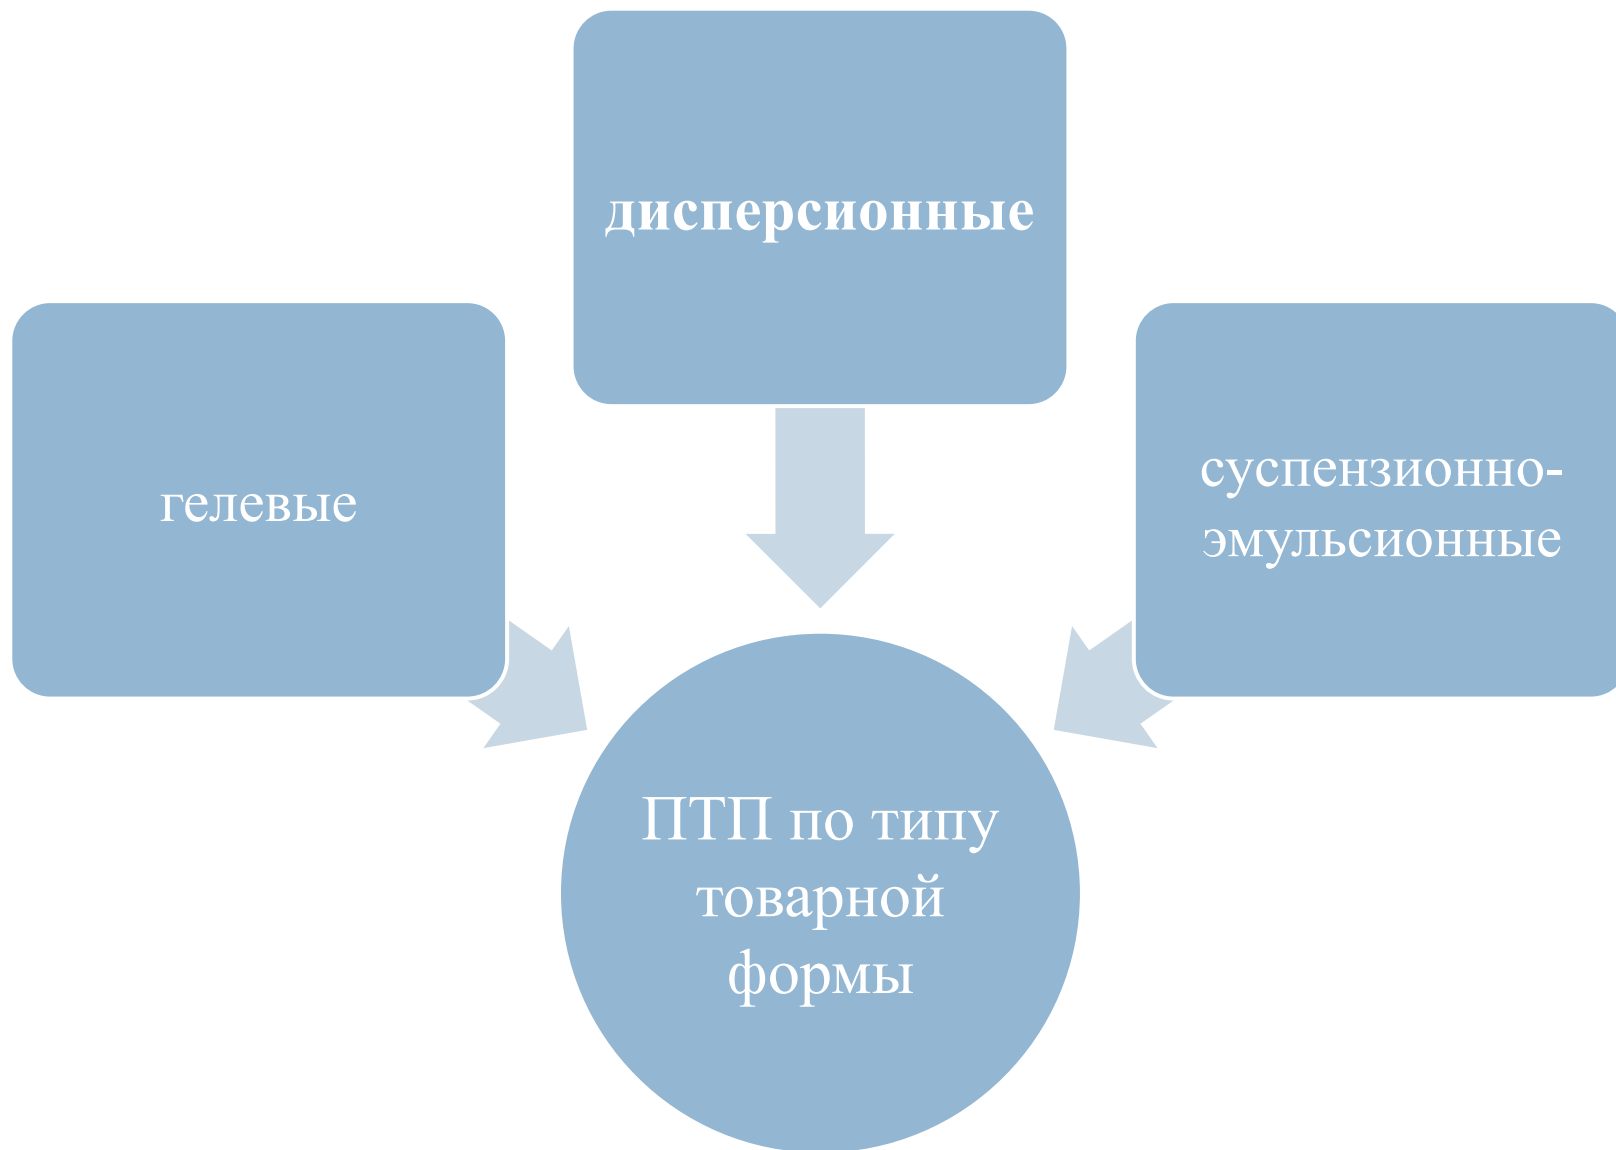 дисперсионные
гелевые
суспензионно-
эмульсионные
ПТП по типу
товарной
формы